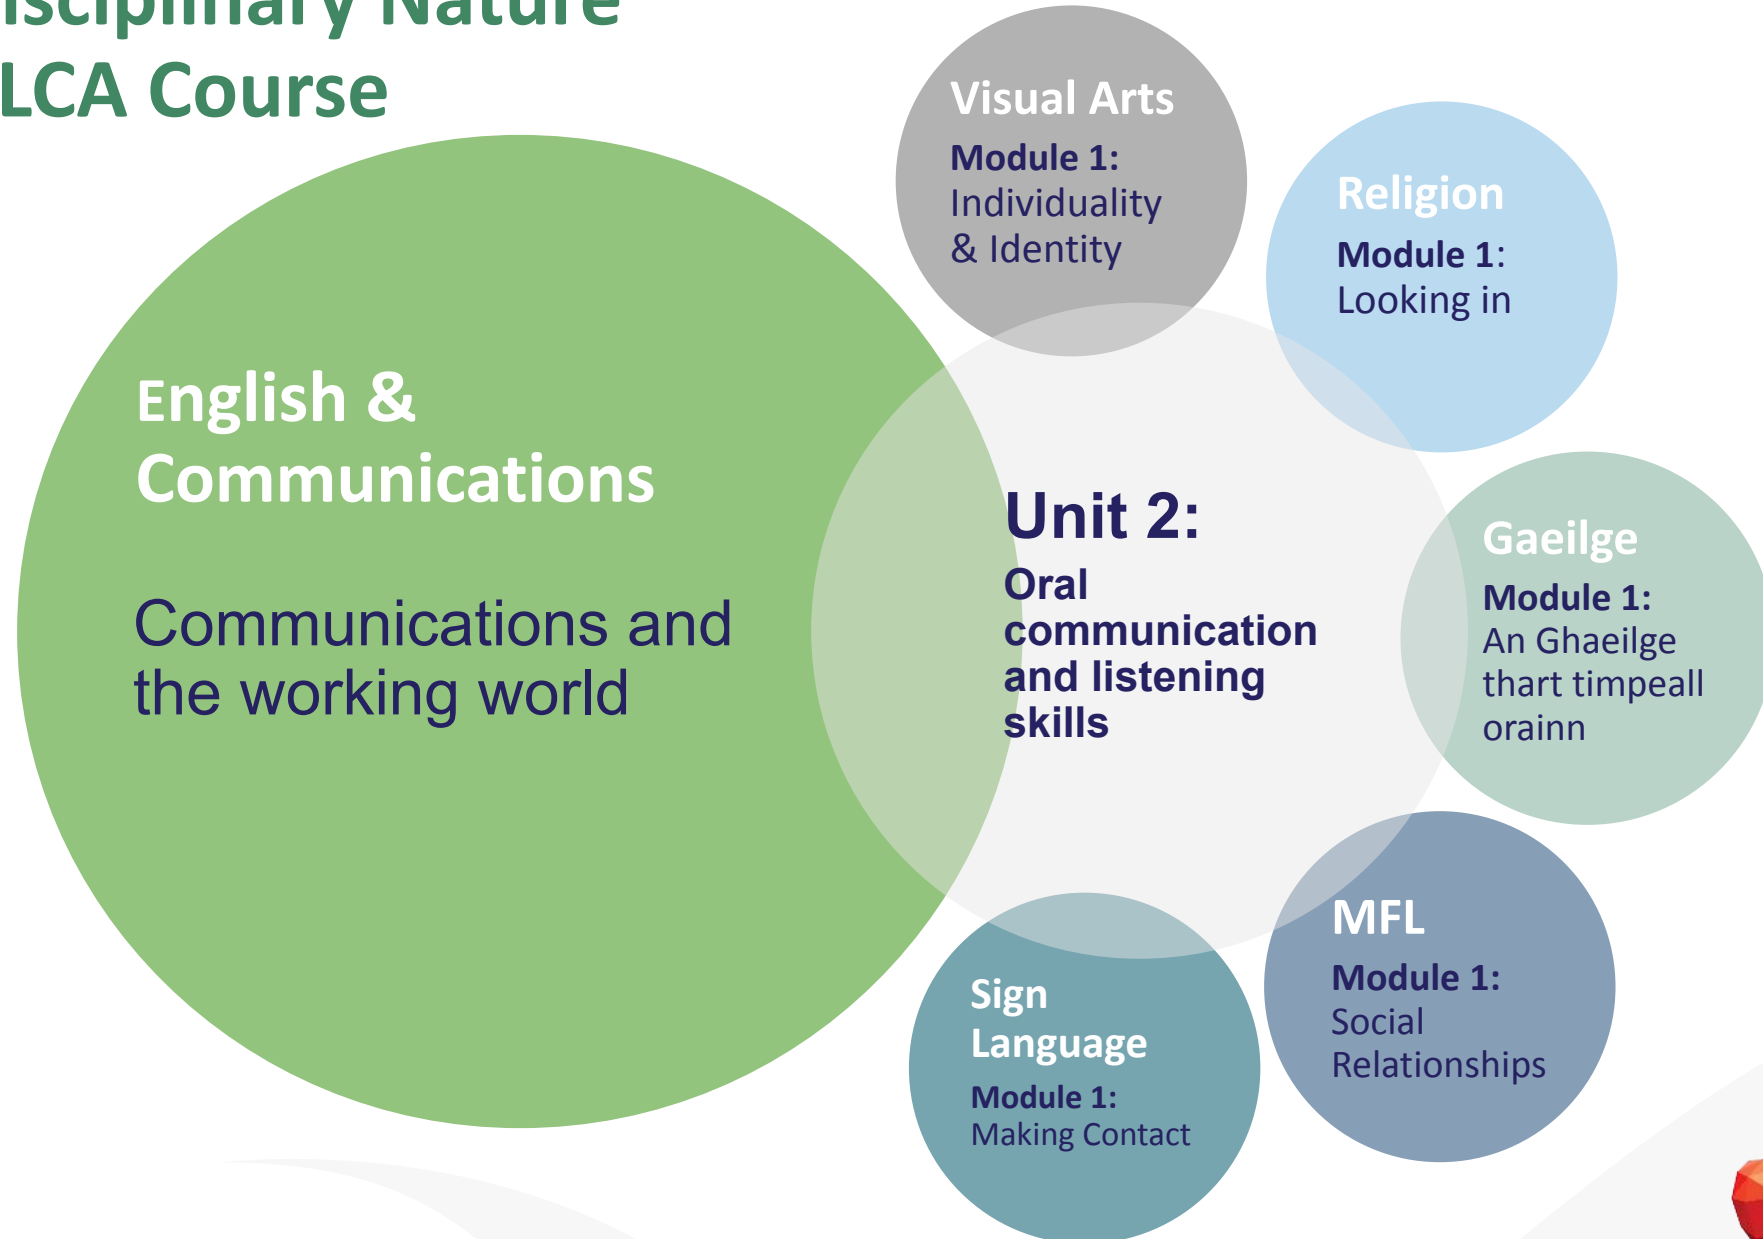 Nature
LCA Course
Visual Arts
Module 1:
Individuality
& Identity
Religion
Module 1:
Looking in
English &
Communications
Communications and
the working world
Unit 2:
Oral
communication
and listening
skills
Gaeilge
Module 1:
An Ghaeilge
thart timpeall
orainn
MFL
Module 1:
Social
Relationships
Sign
Language
Module 1:
Making Contact